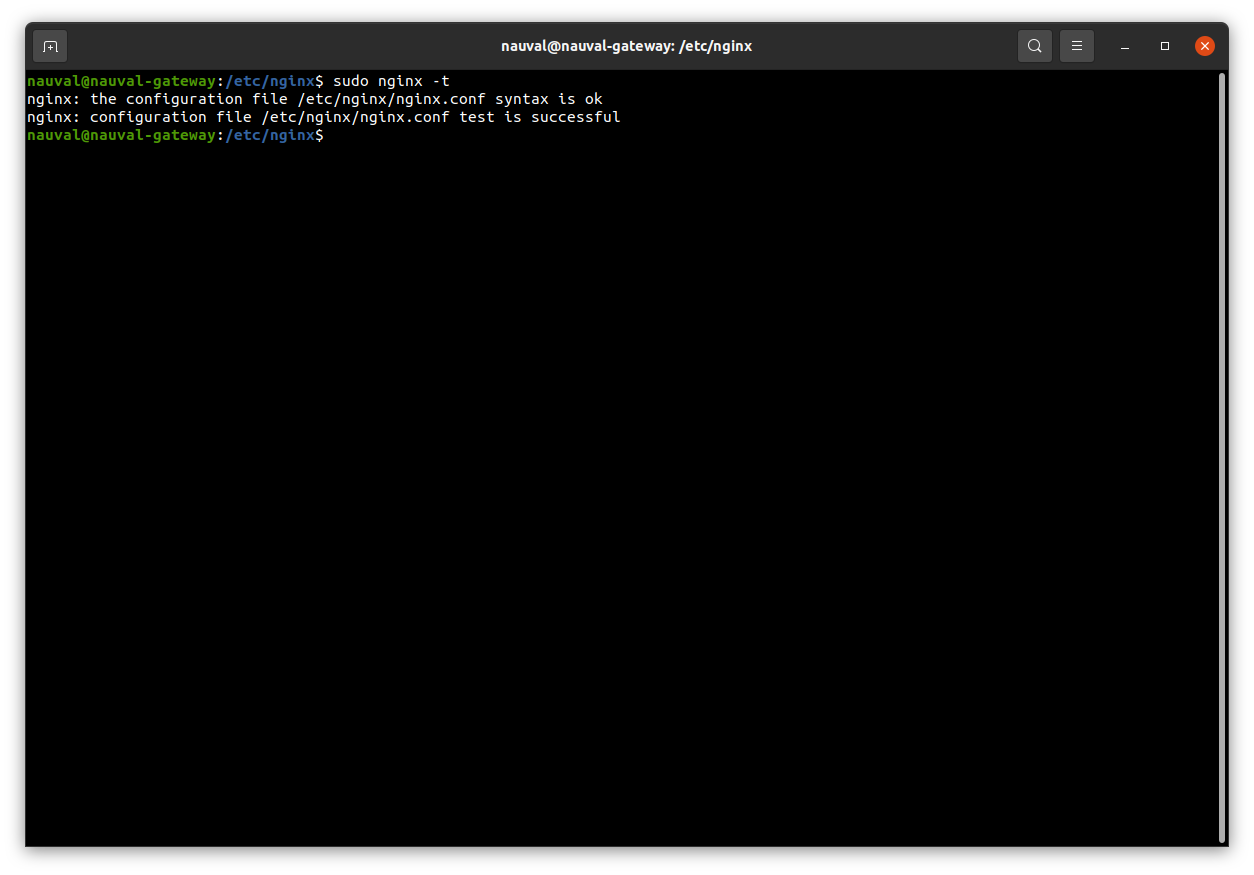 nauval@nauval-gateway: /etc/nginx
nauval@nauval-gateway:/etc/nginx$ sudo nginx -t
nginx: the configuration file /etc/nginx/nginx.conf syntax is ok
nginx: configuration file /etc/nginx/nginx.conf test is successful
nauval@nauval-gateway:/etc/nginx$